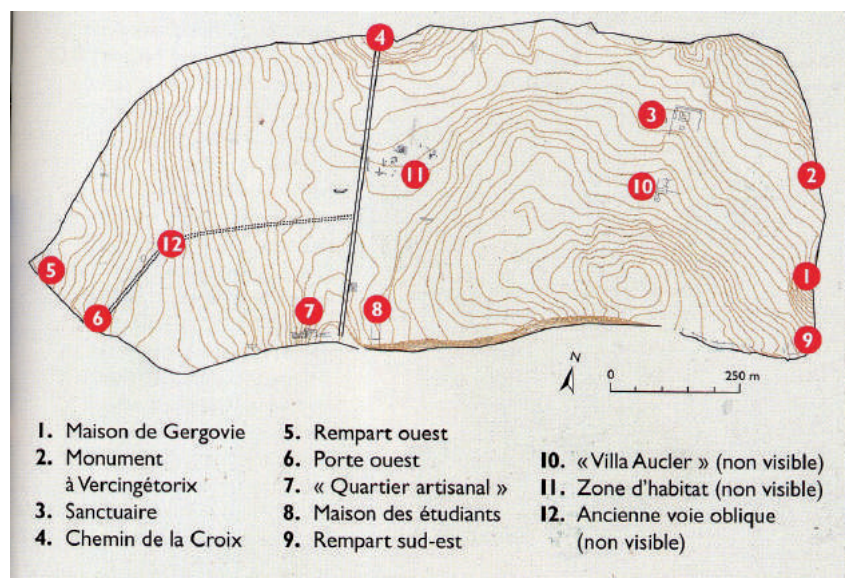 4
3
11
2
10
12
5
1
6
7
8
9
N
0 250 m
1. Maison de Gergovie
2. Monument
à Vercingétorix
3. Sanctuaire
4. Chemin de la Croix
5. Rempart ouest
6. Porte ouest
7. « Quartier artisanal »
8. Maison des étudiants
9. Rempart sud-est
10. « Villa Aucler » (non visible)
11. Zone d'habitat (non visible)
12. Ancienne voie oblique
(non visible)